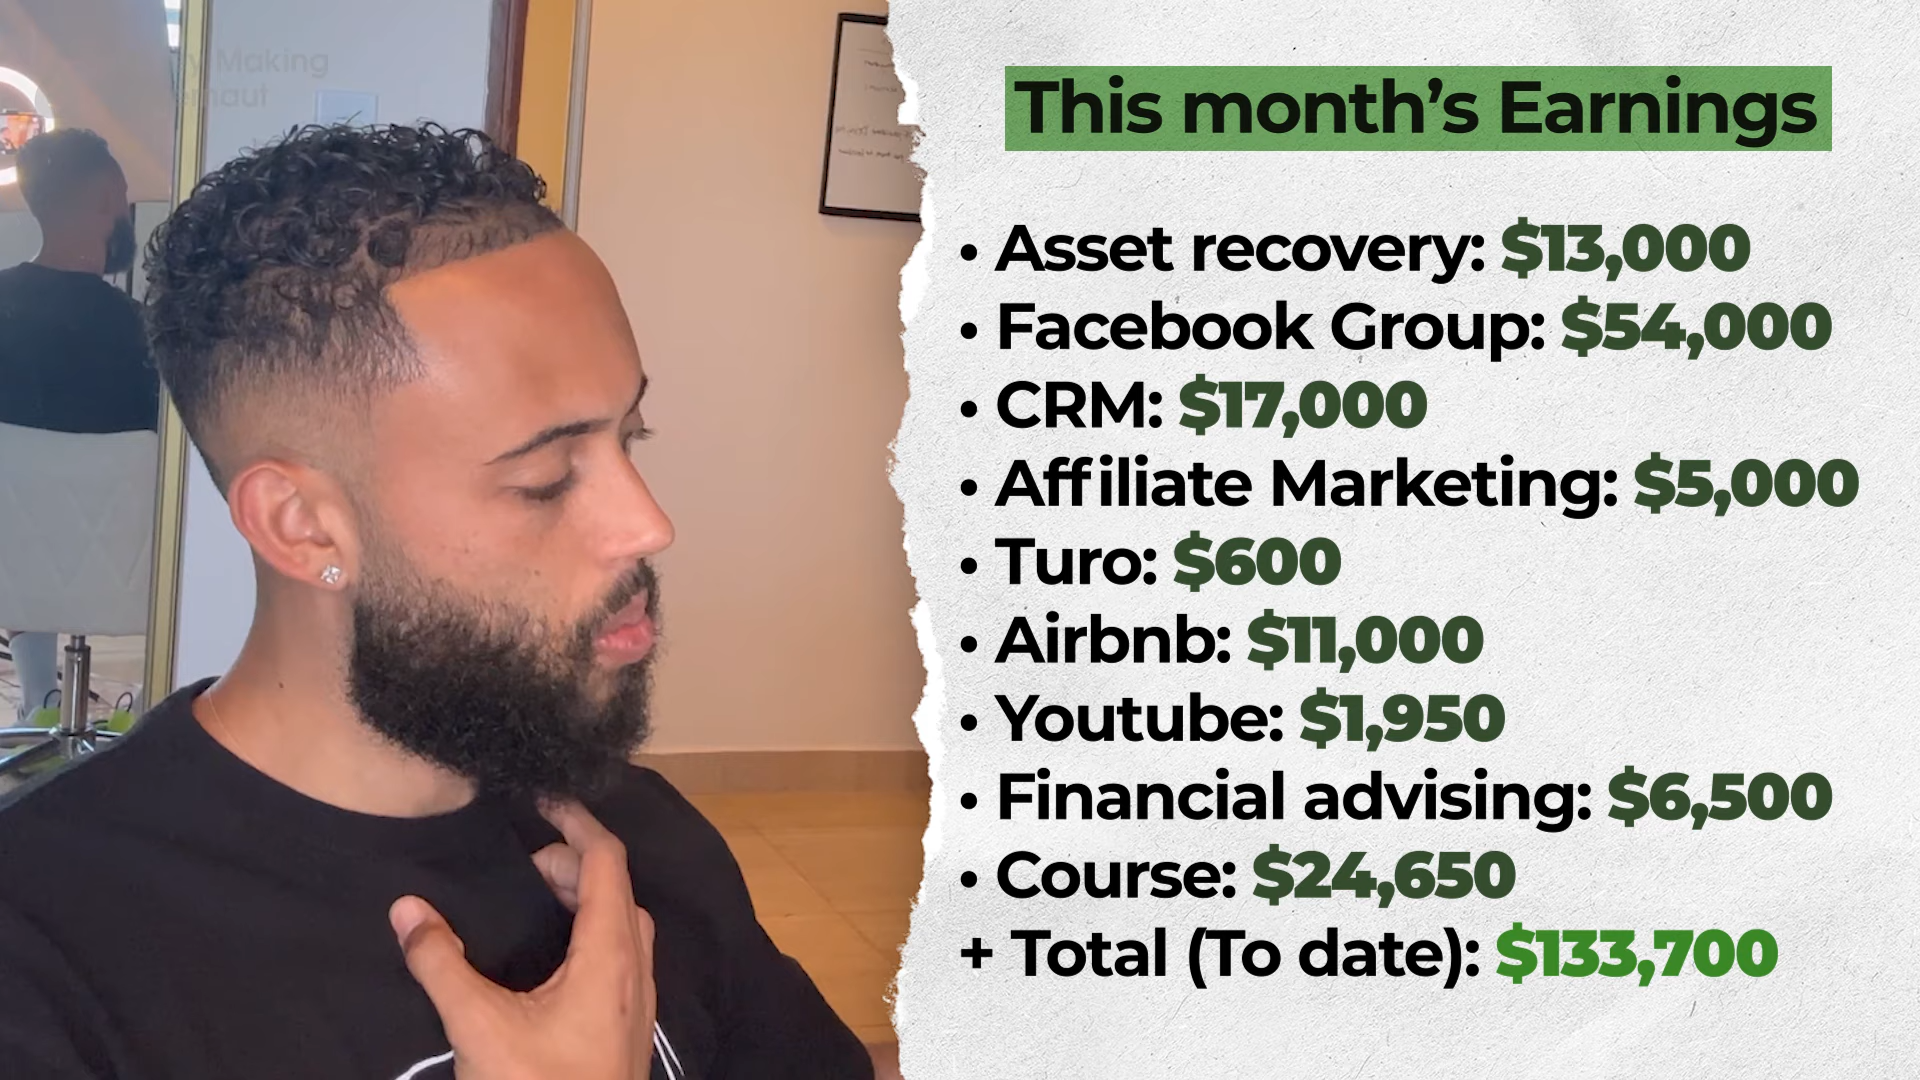 Making
This month’s Earnings
• Asset recovery: $13,000
• Facebook Group: $54,000
• CRM: $17,000
• Affiliate Marketing: $5,000
• Turo: $600
• Airbnb: $11,000
• Youtube: $1,950
• Financial advising: $6,500
• Course: $24,650
+ Total (To date): $133,700